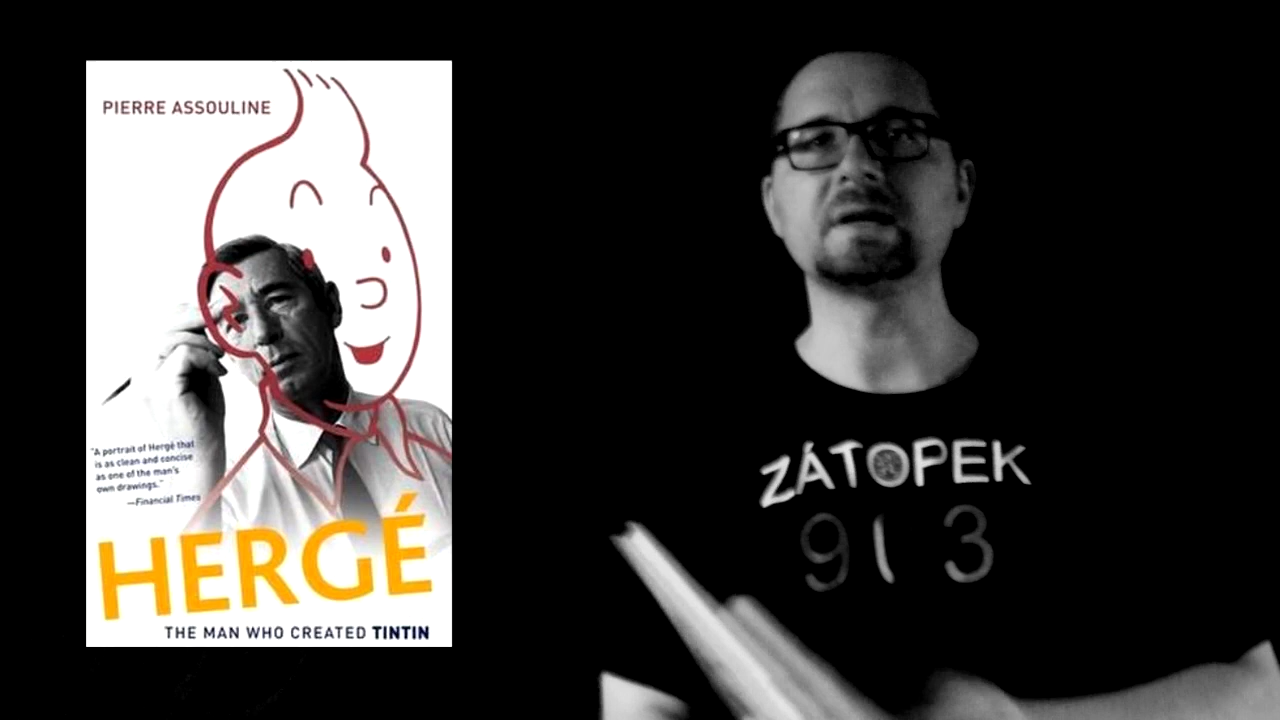 PIERRE ASSOULINE
"A portrait of Hergé that
is as clean and concise
as one of the man's
own drawings."
—Financial Times
HERGÉ
THE MAN WHO CREATED TINTIN
ZÁTOPEK
913